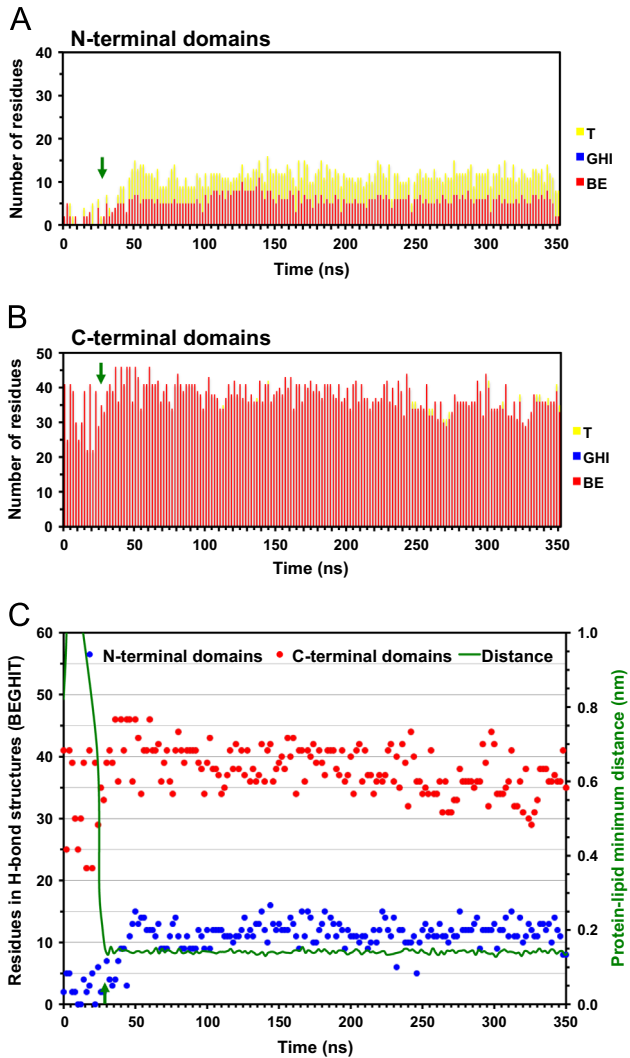 A
N-terminal domains
Number of residues
40
30
20
10
0
0 50 100 150 200 250 300 350
Time (ns)
T
GHI
BE
B
C-terminal domains
Number of residues
50
40
30
20
10
0
0 50 100 150 200 250 300 350
Time (ns)
T
GHI
BE
C
N-terminal domains C-terminal domains Distance
Residues in H-bond structures (BEGHIT)
60
50
40
30
20
10
0
1.0
0.8
0.6
0.4
0.2
0.0
Protein-lipid minimum distance (nm)
0 50 100 150 200 250 300 350
Time (ns)